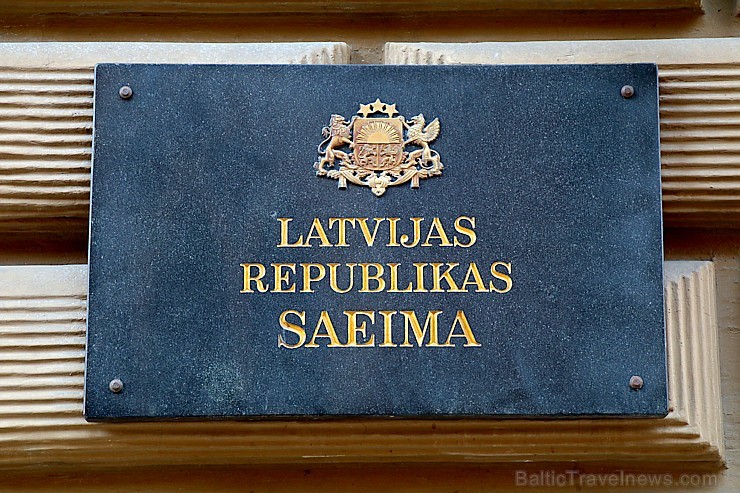 LATVIJAS
REPUBLIKAS
SAEIMA
BalticTravelnews.com